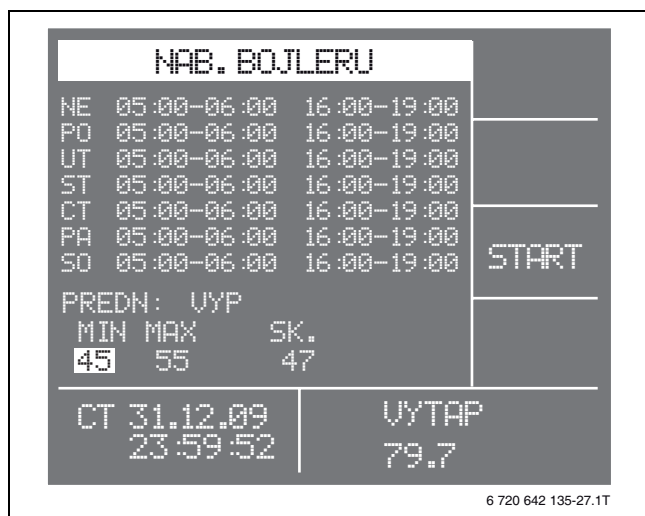 NAB. BOJLERU
NE 05:00-06:00 16:00-19:00
PO 05:00-06:00 16:00-19:00
UT 05:00-06:00 16:00-19:00
ST 05:00-06:00 16:00-19:00
CT 05:00-06:00 16:00-19:00
PA 05:00-06:00 16:00-19:00
SO 05:00-06:00 16:00-19:00
START
PREDN: VYP
MIN MAX SK.
45 55 47
CT 31.12.09
23:59:52
VYTAP
79.7
6 720 642 135-27.1T